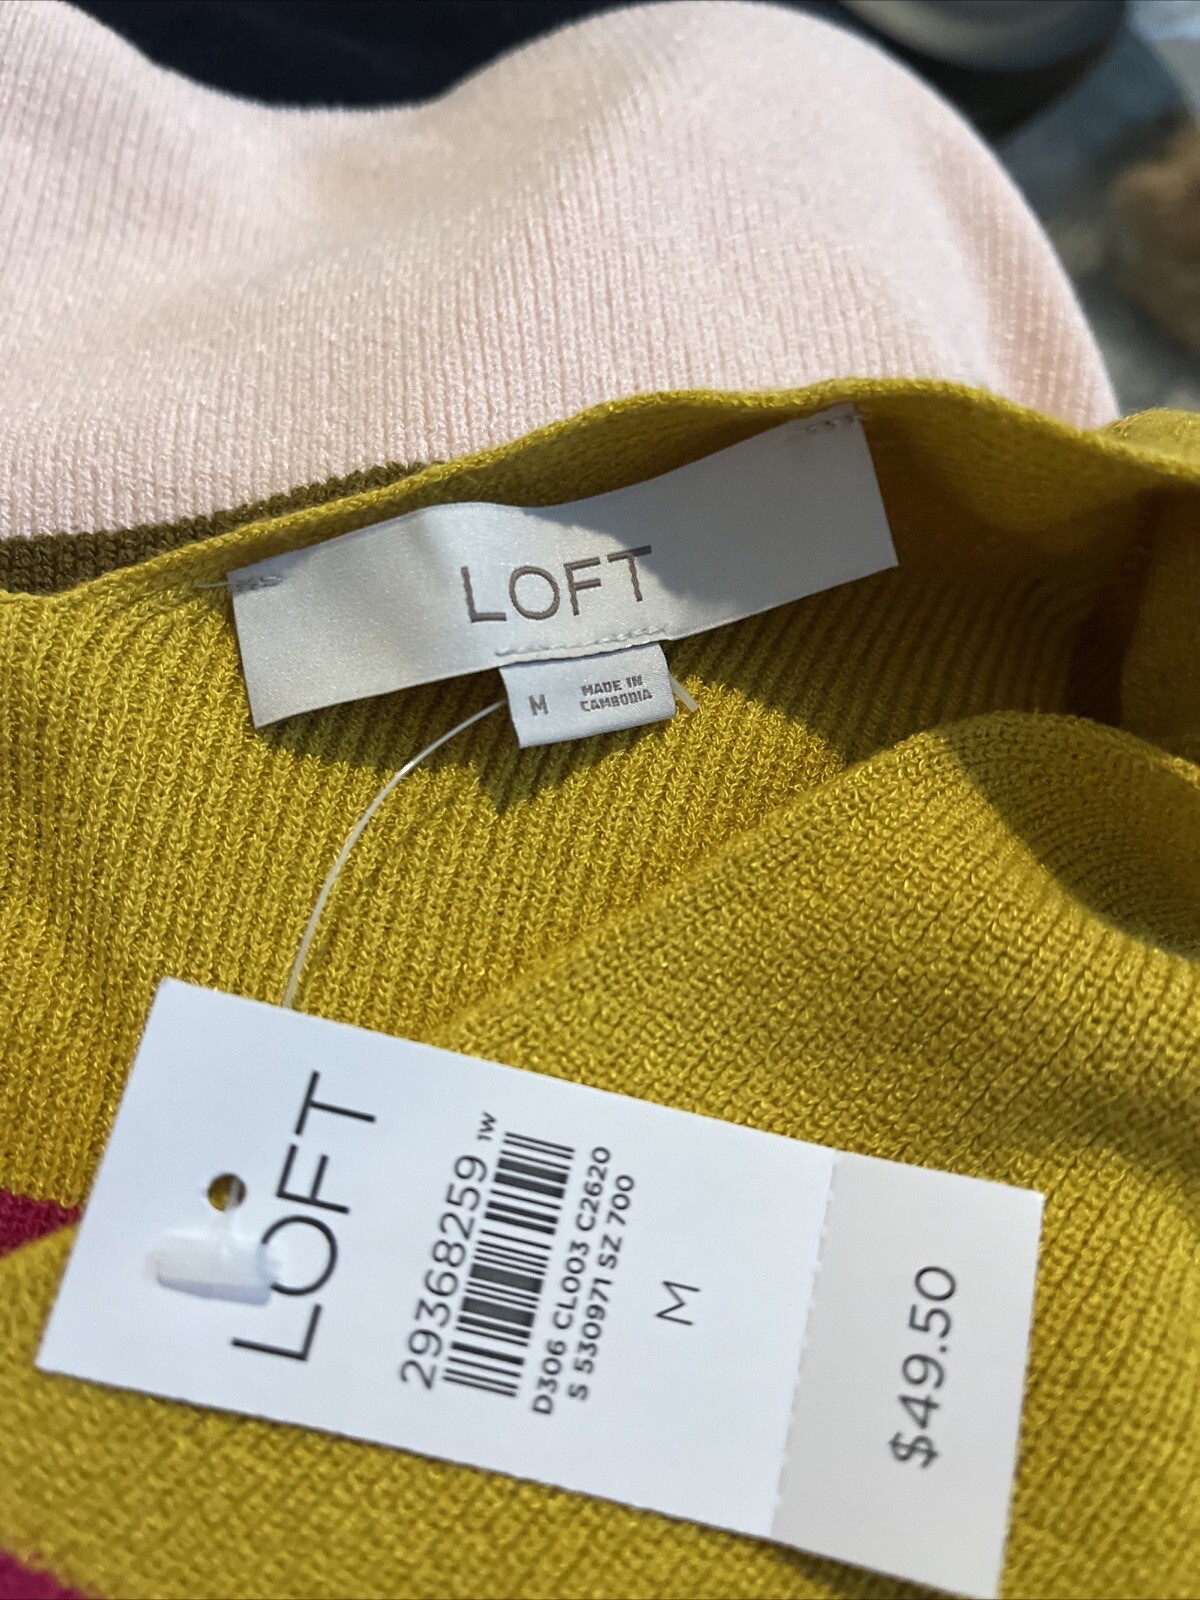 LOFT
M
MADE IN
CAMBODIA
LOFT
29368259 1W
D306 CL003 C2620
S 530971 SZ 700
M
$49.50